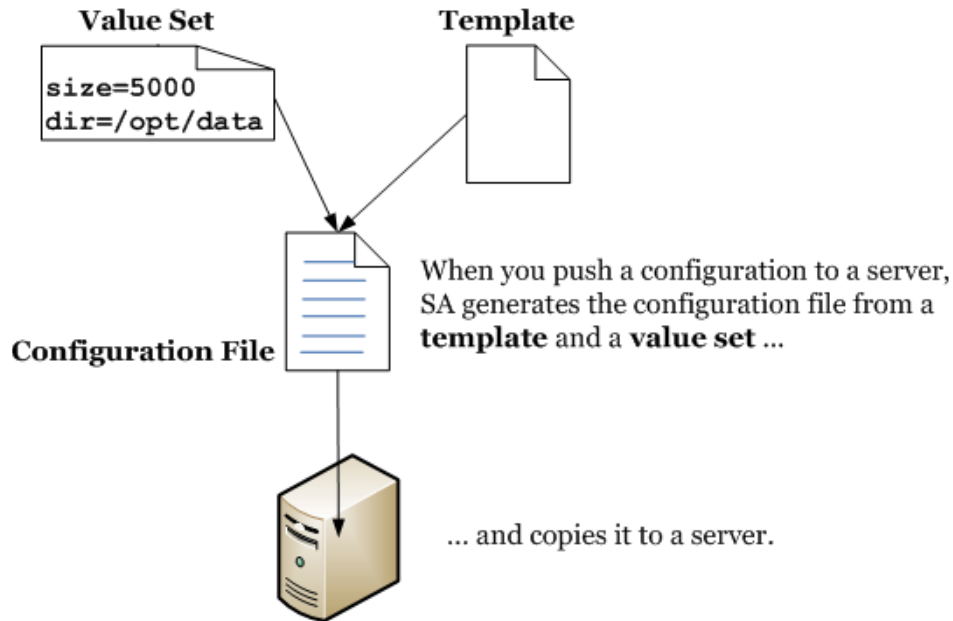 Value Set
Template
size=5000
dir=/opt/data
When you push a configuration to a server,
SA generates the configuration file from a
template and a value set ...
Configuration File
... and copies it to a server.